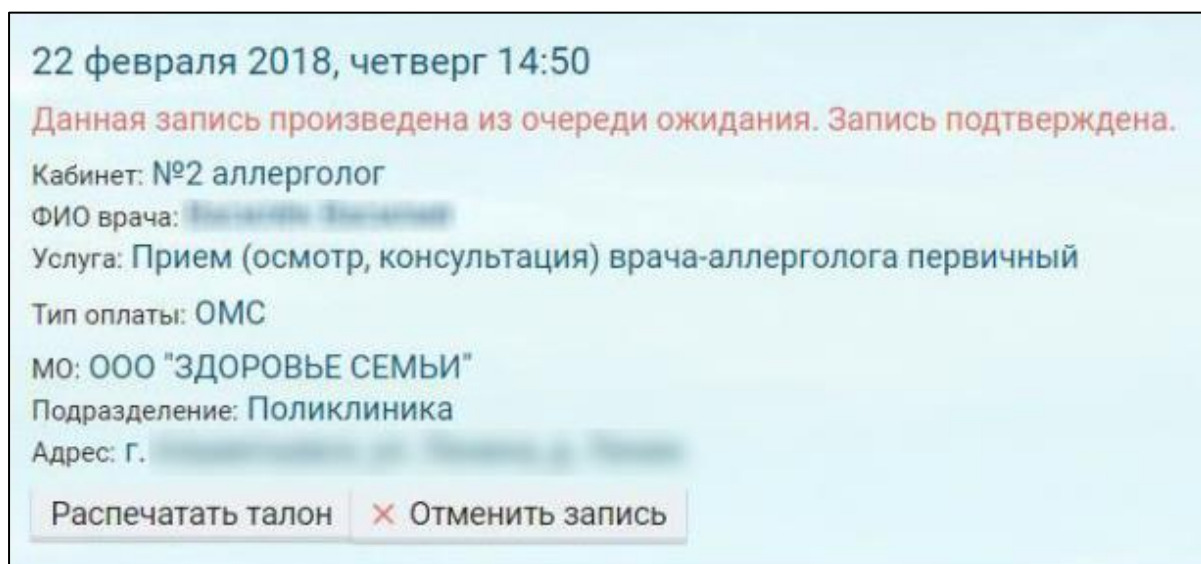 22 февраля 2018, четверг 14:50
Данная запись произведена из очереди ожидания. Запись подтверждена.
Кабинет: №2 аллерголог
ФИО врача:
Услуга: Прием (осмотр, консультация) врача-аллерголога первичный
Тип оплаты: ОМС
МО: ООО "ЗДОРОВЬЕ СЕМЬИ"
Подразделение: Поликлиника
Адрес: г.
Распечатать талон × Отменить запись